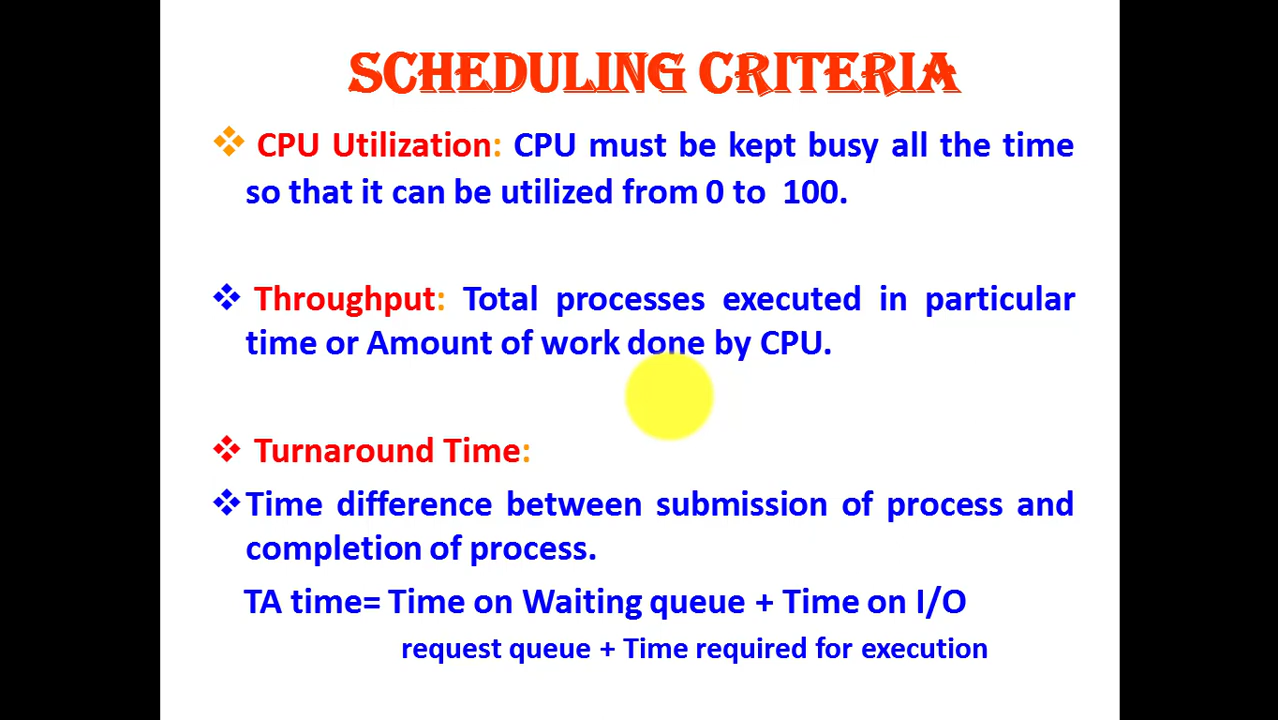 SCHEDULING CRITERIA
❖ CPU Utilization: CPU must be kept busy all the time
so that it can be utilized from 0 to 100.
❖ Throughput: Total processes executed in particular
time or Amount of work done by CPU.
❖ Turnaround Time:
❖Time difference between submission of process and
completion of process.
TA time= Time on Waiting queue + Time on I/O
request queue + Time required for execution